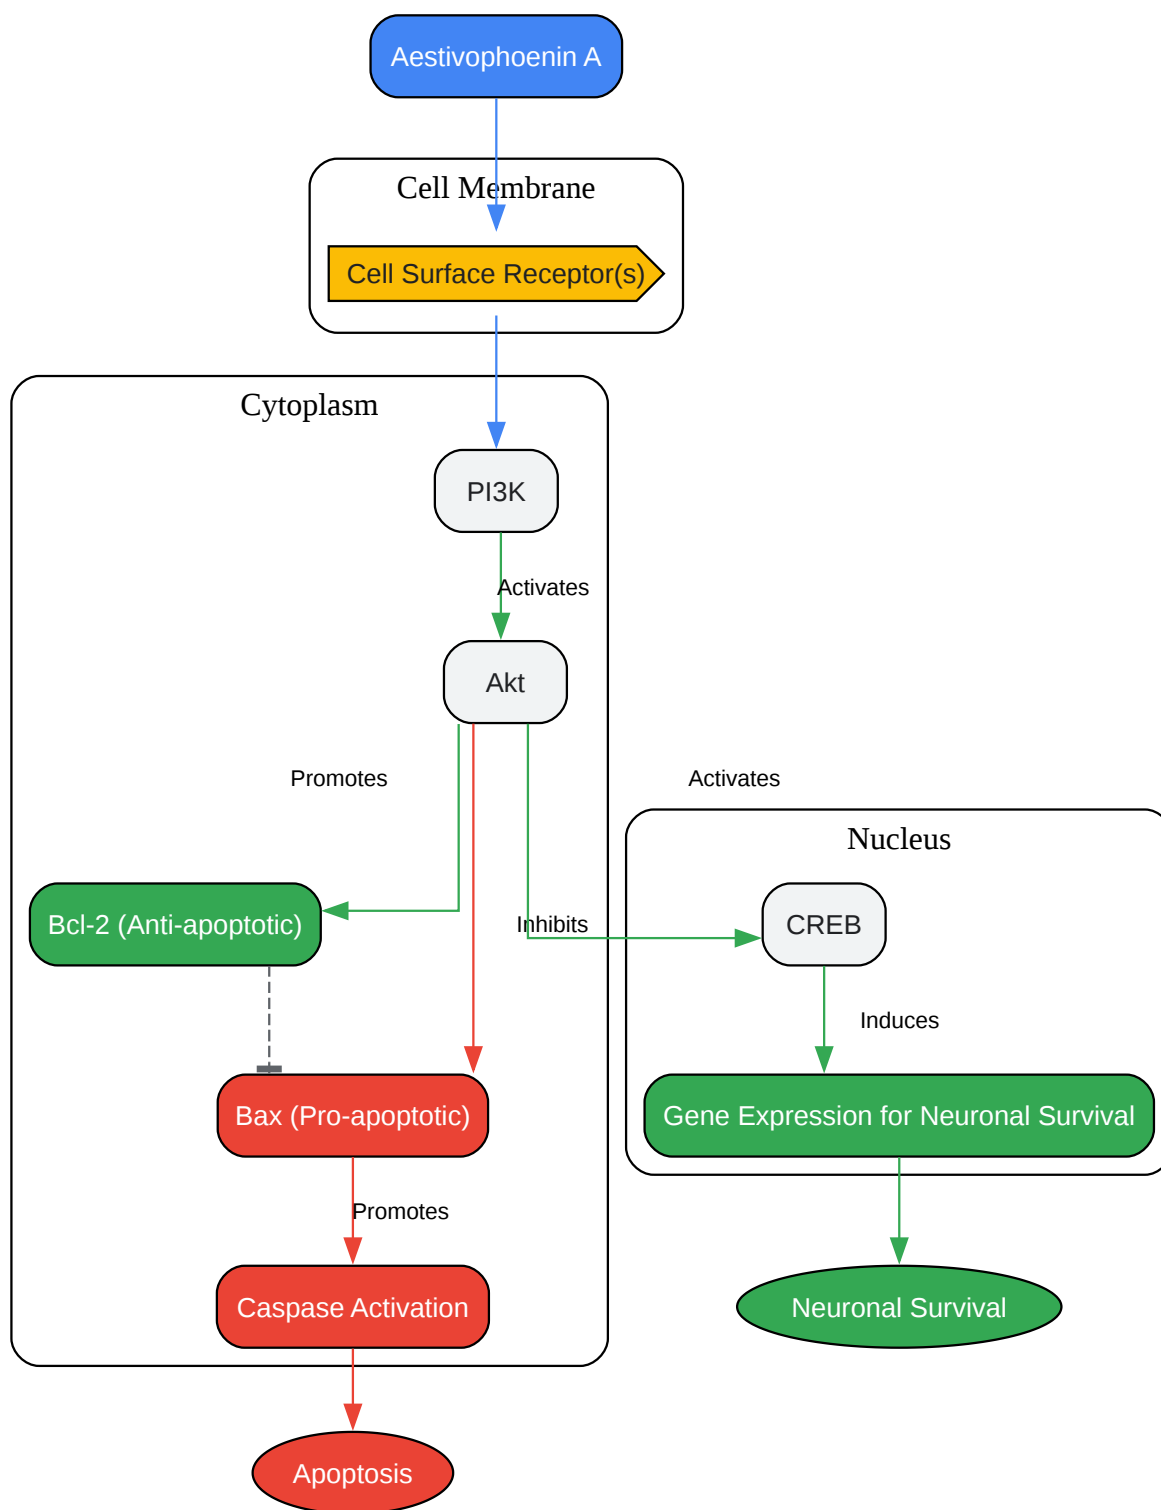 Aestivophoenin A
Cell Membrane
Cell Surface Receptor(s)
Cytoplasm
PI3K
Activates
Akt
Promotes
Activates
Nucleus
Bcl-2 (Anti-apoptotic)
Inhibits
CREB
Induces
Bax (Pro-apoptotic)
Gene Expression for Neuronal Survival
Promotes
Caspase Activation
Neuronal Survival
Apoptosis